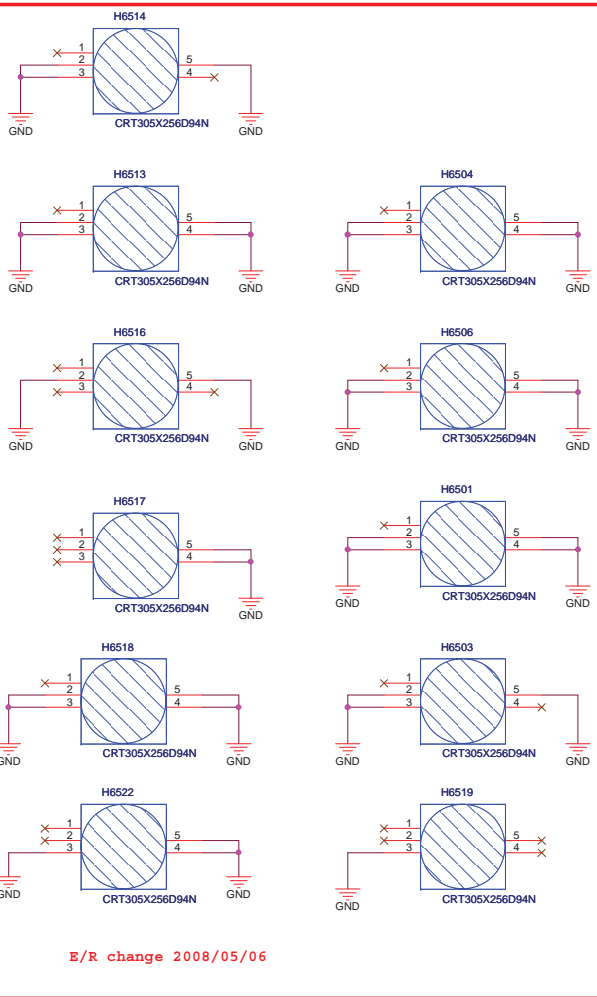 H6514
1
2
3
5
4
GND
GND
CRT305X256D94N
H6513
1
2
3
5
4
GND
GND
CRT305X256D94N
H6504
1
2
3
5
4
GND
GND
CRT305X256D94N
H6516
1
2
3
5
4
GND
GND
CRT305X256D94N
H6506
1
2
3
5
4
GND
GND
CRT305X256D94N
H6517
1
2
3
5
4
GND
CRT305X256D94N
H6501
1
2
3
5
4
GND
GND
CRT305X256D94N
H6518
1
2
3
5
4
GND
GND
CRT305X256D94N
H6503
1
2
3
5
4
GND
GND
CRT305X256D94N
H6522
1
2
3
5
4
GND
GND
CRT305X256D94N
H6519
1
2
3
5
4
GND
CRT305X256D94N
E/R change 2008/05/06